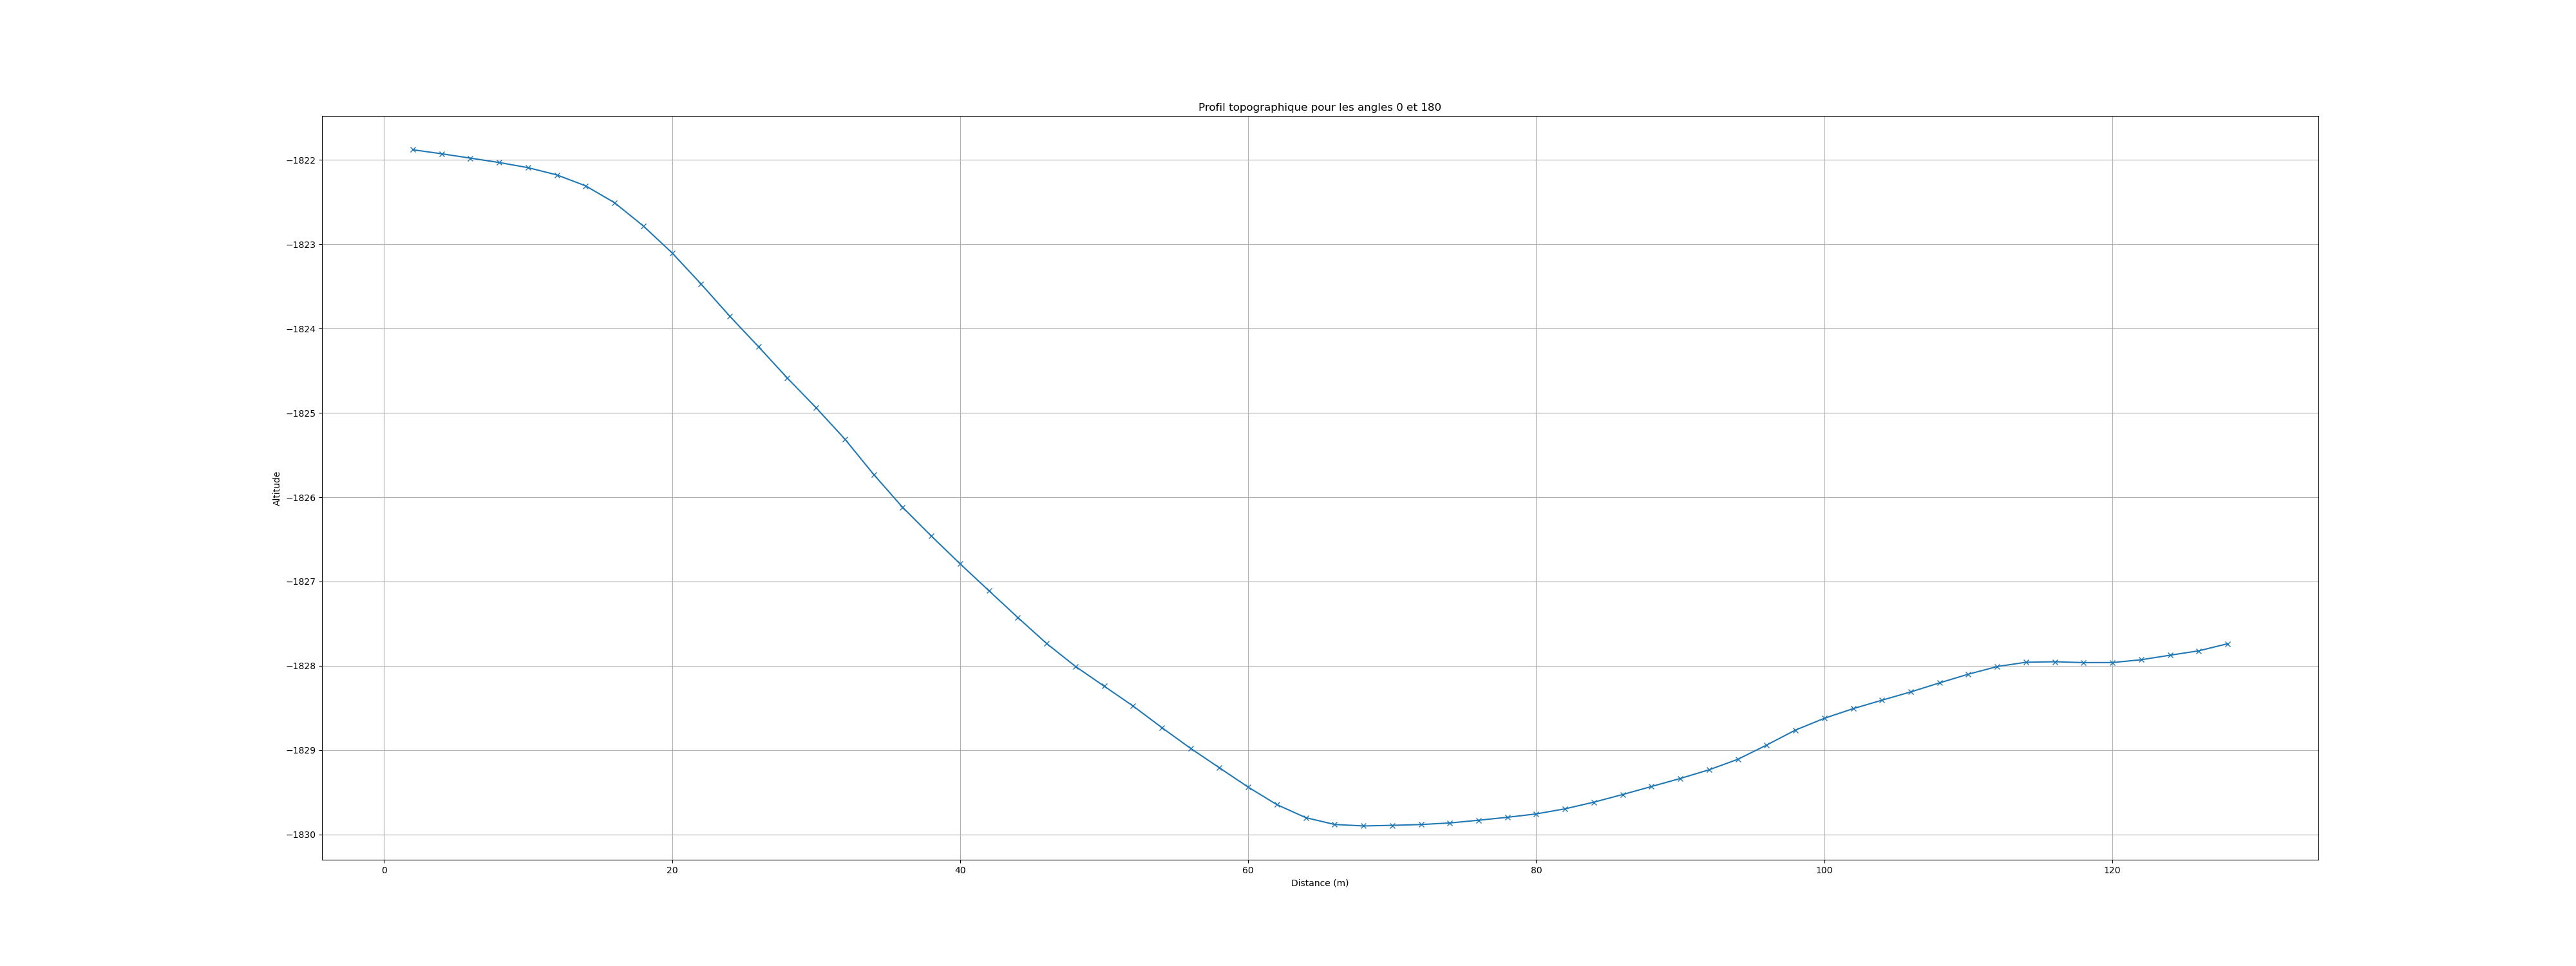 Profil topographique pour les angles 0 et 180
−1822
−1823
−1824
−1825
−1826
−1827
−1828
−1829
−1830
Altitude
0 20 40 60 80 100 120
Distance (m)